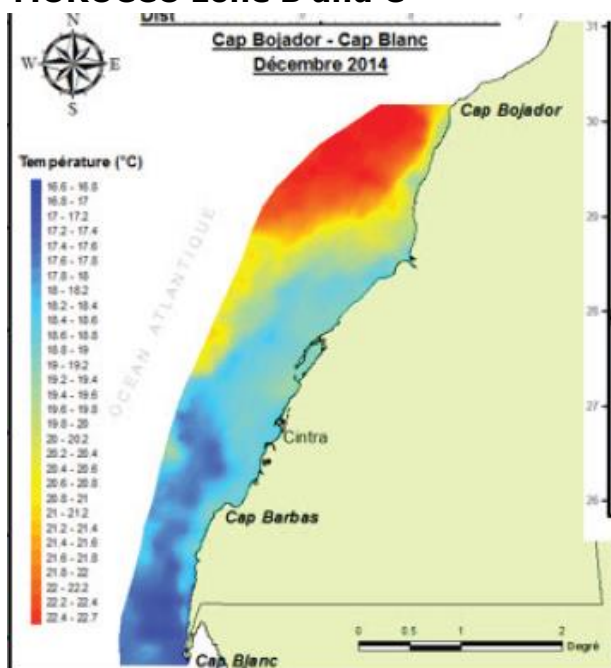 MOROSSO Zone B and C
Dist
Cap Bojador - Cap Blanc
Décembre 2014
N
W E
S
Cap Bojador
Température (°C)
16.6 - 16.8
16.8 - 17
17 - 17.2
17.2 - 17.4
17.4 - 17.6
17.6 - 17.8
17.8 - 18
18 - 18.2
18.2 - 18.4
18.4 - 18.6
18.6 - 18.8
18.8 - 19
19 - 19.2
19.2 - 19.4
19.4 - 19.6
19.6 - 19.8
19.8 - 20
20 - 20.2
20.2 - 20.4
20.4 - 20.6
20.6 - 20.8
20.8 - 21
21 - 21.2
21.2 - 21.4
21.4 - 21.6
21.6 - 21.8
21.8 - 22
22 - 22.2
22.2 - 22.4
22.4 - 22.7
OCEAN ATLANTIQUE
Cintra
Cap Barbas
Cap Blanc
31
30
29
28
27
26
0 0.5 1 2
Degré